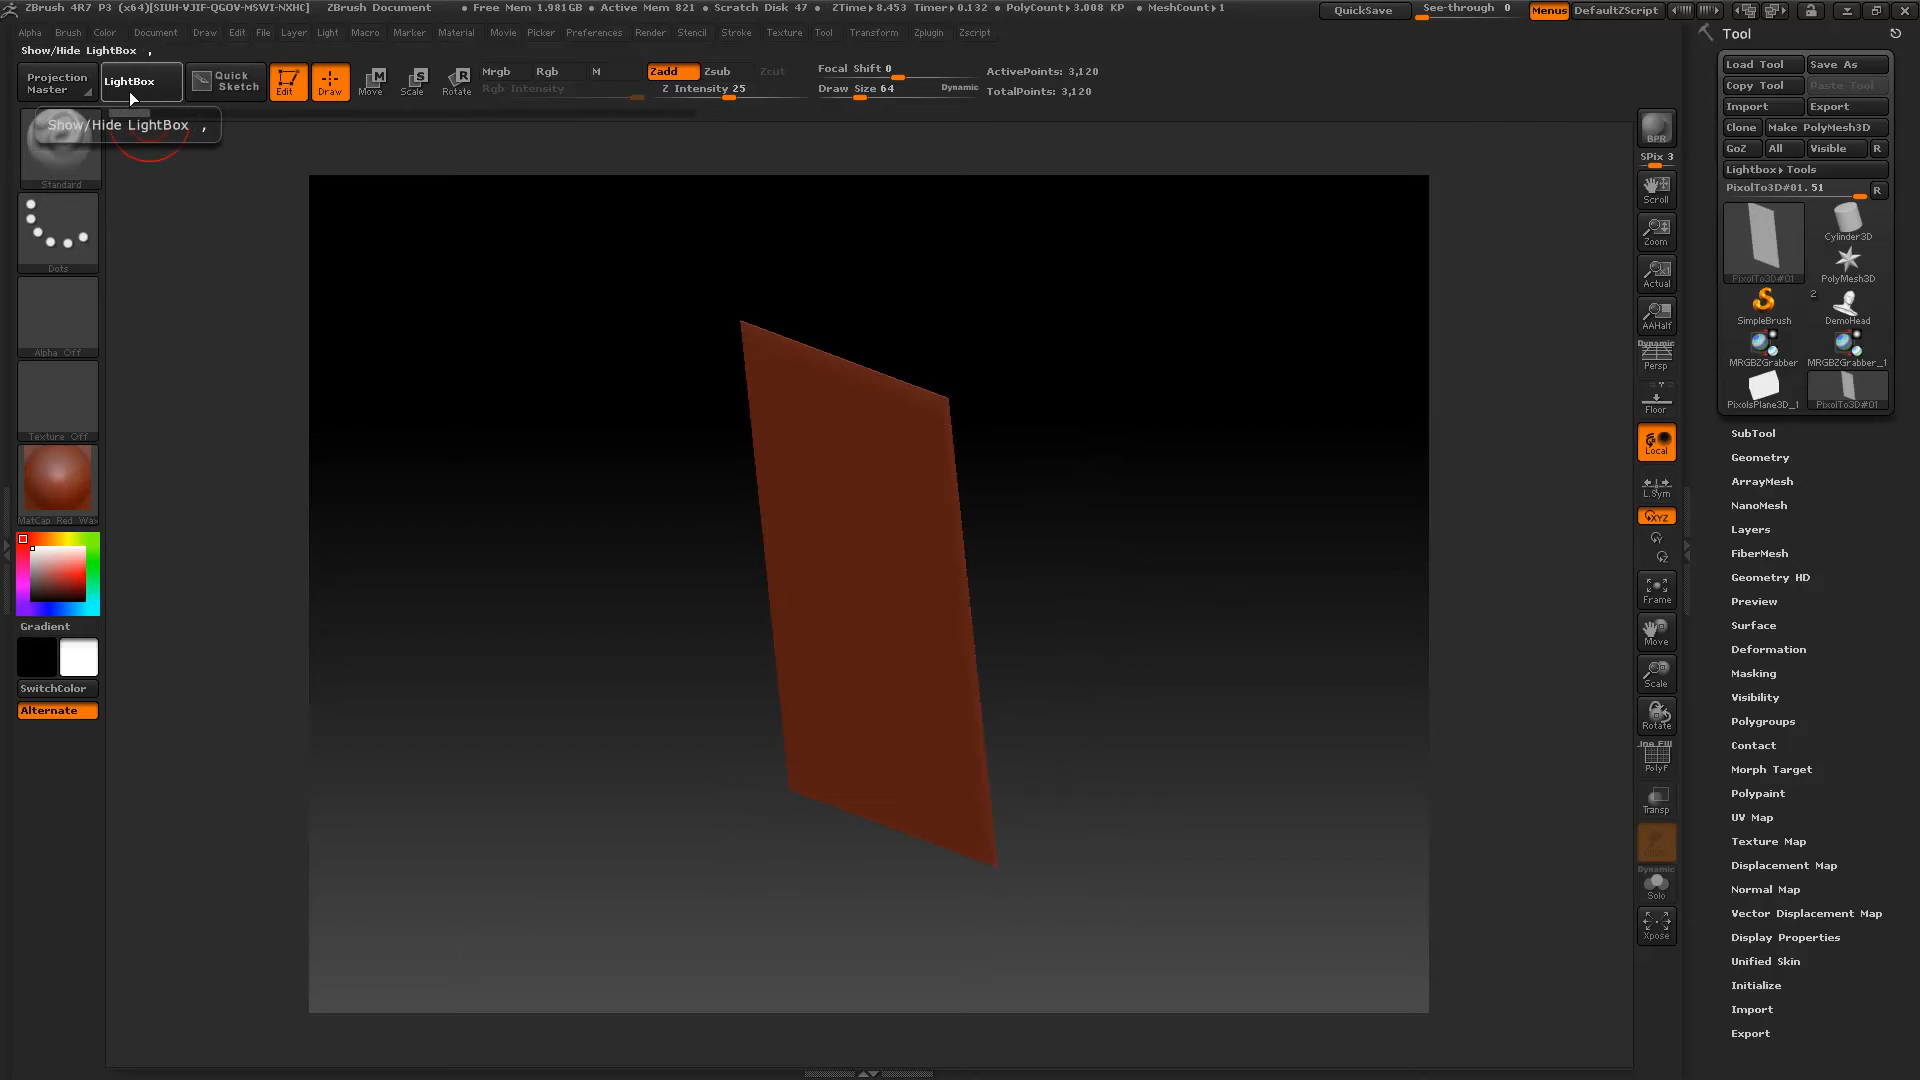 ZBrush 4R7 P3 (x64)[SIUH-VJIF-QGOV-MSWI-NXHC] ZBrush Document • Free Mem 1.981GB • Active Mem 821 • Scratch Disk 47 • ZTime▸8.453 Timer▸0.132 • PolyCount▸3.008 KP • MeshCount▸1 QuickSave See-through 0 Menus DefaultZScript
Alpha Brush Color Document Draw Edit File Layer Light Macro Marker Material Movie Picker Preferences Render Stencil Stroke Texture Tool Transform Zplugin Zscript
Show/Hide LightBox ,
Projection Master
LightBox
Quick Sketch
Edit
Draw
Move
Scale
Rotate
Mrgb Rgb M
Rgb Intensity
Zadd Zsub Zcut
Z Intensity 25
Focal Shift 0
Draw Size 64 Dynamic
ActivePoints: 3,120
TotalPoints: 3,120
Show/Hide LightBox ,
Standard
Dots
Alpha Off
Texture Off
MatCap Red Wax
Gradient
SwitchColor
Alternate
BPR
SPix 3
Scroll
Zoom
Actual
AAHalf
Dynamic
Persp
Floor
Local
L.Sym
XYZ
Frame
Move
Scale
Rotate
PolyF
Transp
Dynamic
Solo
Xpose
Tool
Load Tool Save As
Copy Tool Paste Tool
Import Export
Clone Make PolyMesh3D
GoZ All Visible R
Lightbox▸Tools
PixolTo3D#01. 51 R
PixolTo3D#01
Cylinder3D
PolyMesh3D
SimpleBrush
2
DemoHead
MRGBZGrabber MRGBZGrabber_1
PixolsPlane3D_1 PixolTo3D#01
SubTool
Geometry
ArrayMesh
NanoMesh
Layers
FiberMesh
Geometry HD
Preview
Surface
Deformation
Masking
Visibility
Polygroups
Contact
Morph Target
Polypaint
UV Map
Texture Map
Displacement Map
Normal Map
Vector Displacement Map
Display Properties
Unified Skin
Initialize
Import
Export